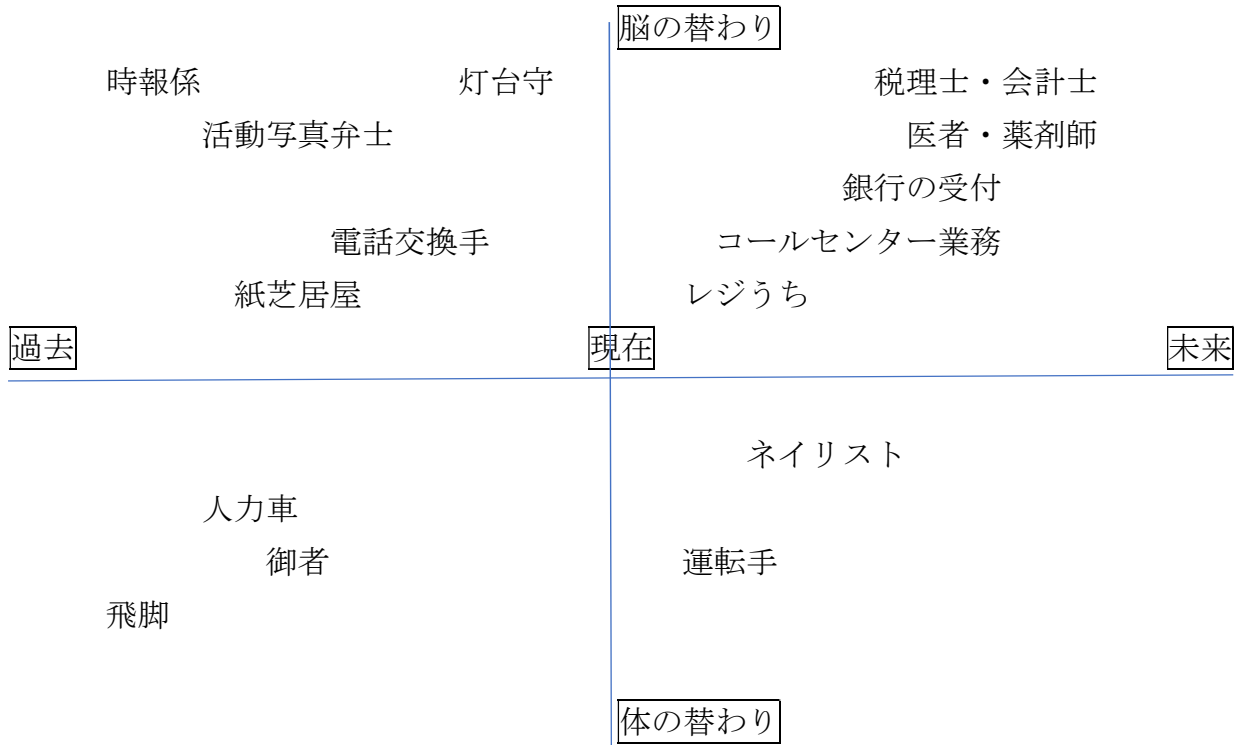 脳の替わり
時報係 灯台守 税理士・会計士
活動写真弁士 医者・薬剤師
銀行の受付
電話交換手 コールセンター業務
紙芝居屋 レジうち
過去 現在 未来
ネイリスト
人力車
御者 運転手
飛脚
体の替わり